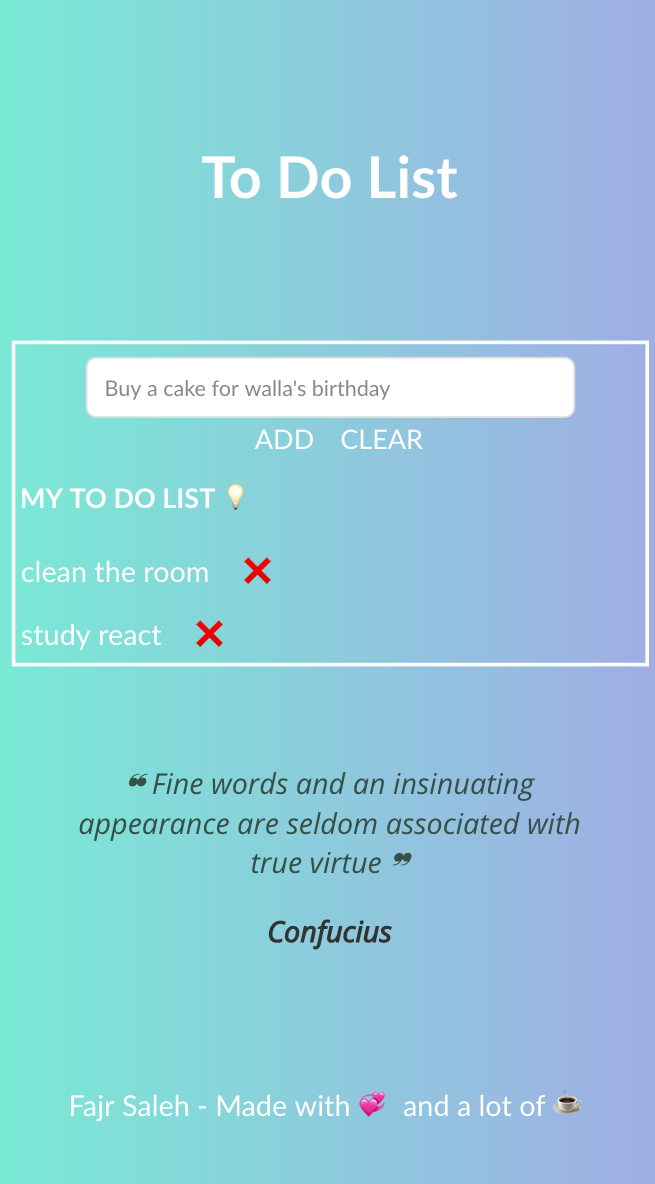 To Do List
Buy a cake for walla's birthday
ADD CLEAR
MY TO DO LIST 💡
clean the room ❌
study react ❌
❝ Fine words and an insinuating
appearance are seldom associated with
true virtue ❞
Confucius
Fajr Saleh - Made with 💞 and a lot of ☕